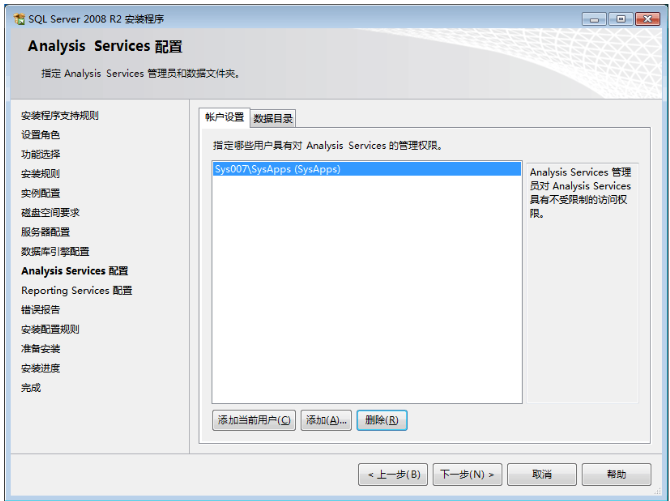 SQL Server 2008 R2 安装程序
Analysis Services 配置
指定 Analysis Services 管理员和数据文件夹。
安装程序支持规则
设置角色
功能选择
安装规则
实例配置
磁盘空间要求
服务器配置
数据库引擎配置
Analysis Services 配置
Reporting Services 配置
错误报告
安装配置规则
准备安装
安装进度
完成
帐户设置 数据目录
指定哪些用户具有对 Analysis Services 的管理权限。
Sys007\SysApps (SysApps)
Analysis Services 管理
员对 Analysis Services
具有不受限制的访问权
限。
添加当前用户(C) 添加(A)... 删除(R)
< 上一步(B) 下一步(N) > 取消 帮助